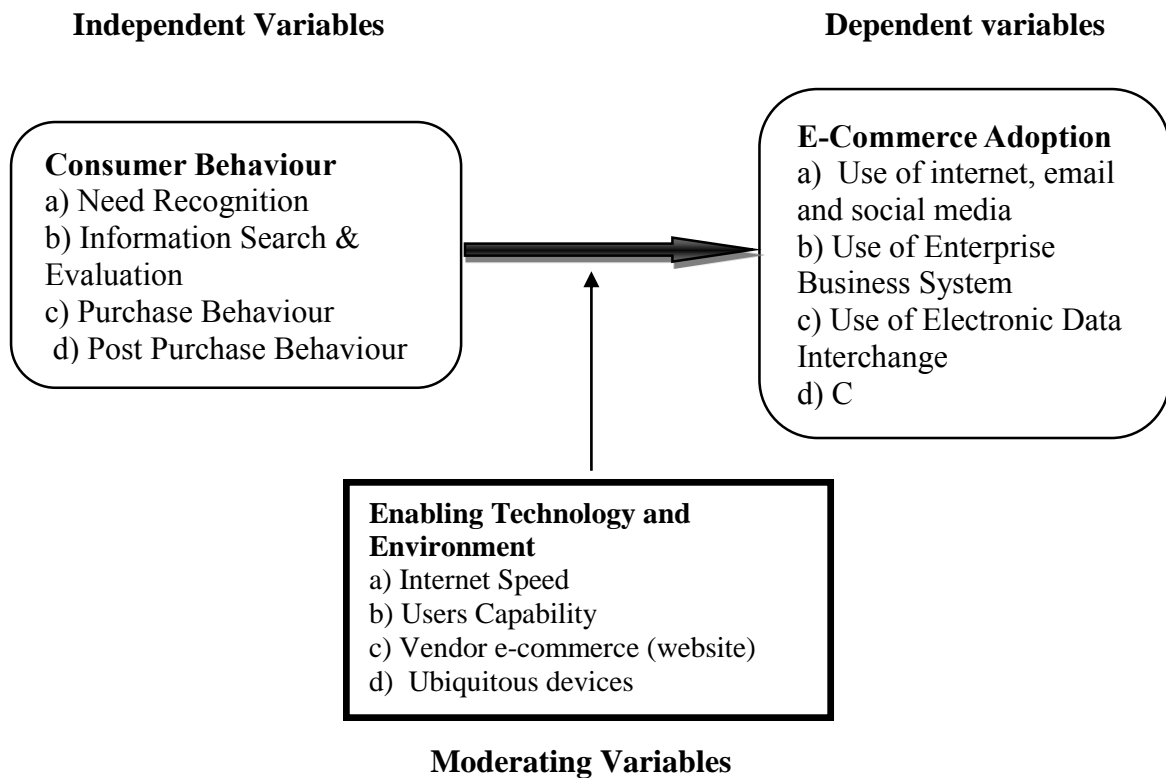 Independent Variables
Dependent variables
Consumer Behaviour
a) Need Recognition
b) Information Search &
Evaluation
c) Purchase Behaviour
d) Post Purchase Behaviour
E-Commerce Adoption
a) Use of internet, email
and social media
b) Use of Enterprise
Business System
c) Use of Electronic Data
Interchange
d) C
Enabling Technology and
Environment
a) Internet Speed
b) Users Capability
c) Vendor e-commerce (website)
d) Ubiquitous devices
Moderating Variables